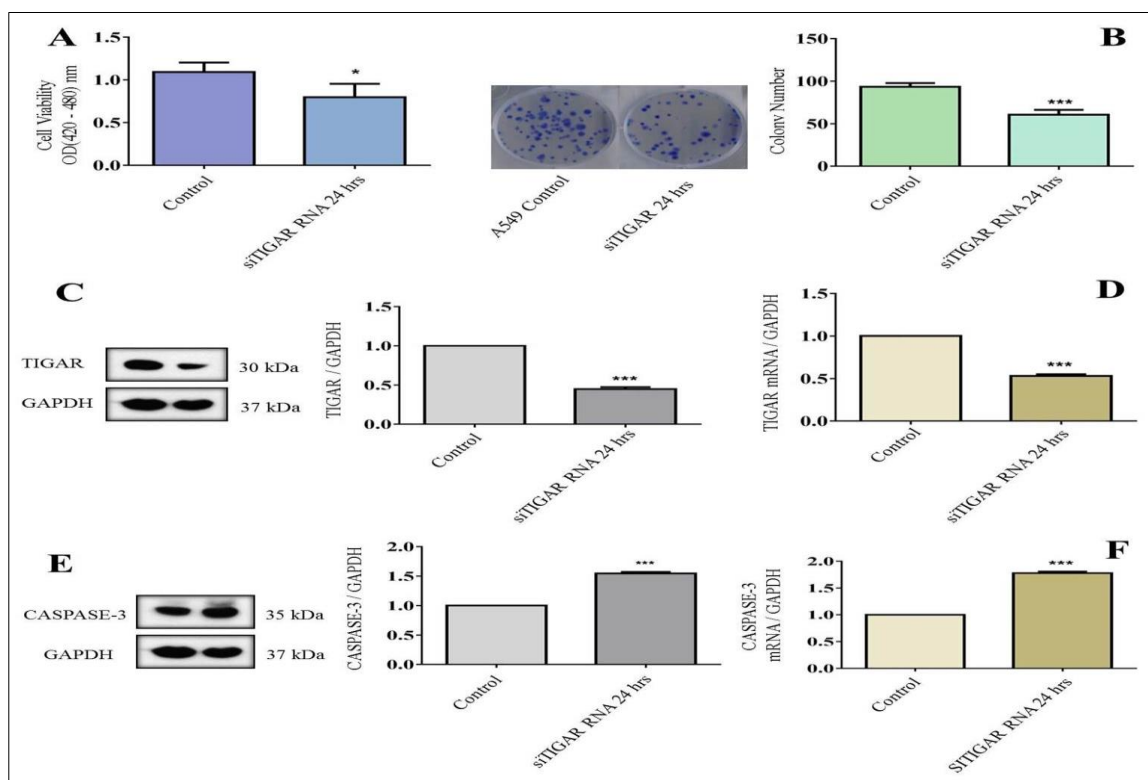 A
Cell Viability
OD(420 - 480) nm
1.5
1.0
0.5
0.0
*
Control
siTIGAR RNA 24 hrs
A549 Control
siTIGAR 24 hrs
B
Colony Number
150
100
50
0
***
Control
siTIGAR RNA 24 hrs
C
TIGAR
30 kDa
GAPDH
37 kDa
TIGAR / GAPDH
1.5
1.0
0.5
0.0
***
Control
siTIGAR RNA 24 hrs
D
TIGAR mRNA / GAPDH
1.5
1.0
0.5
0.0
***
Control
siTIGAR RNA 24 hrs
E
CASPASE-3
35 kDa
GAPDH
37 kDa
CASPASE-3 / GAPDH
2.0
1.5
1.0
0.5
0.0
***
Control
siTIGAR RNA 24 hrs
F
CASPASE-3
mRNA / GAPDH
2.0
1.5
1.0
0.5
0.0
***
Control
SITIGAR RNA 24 hrs